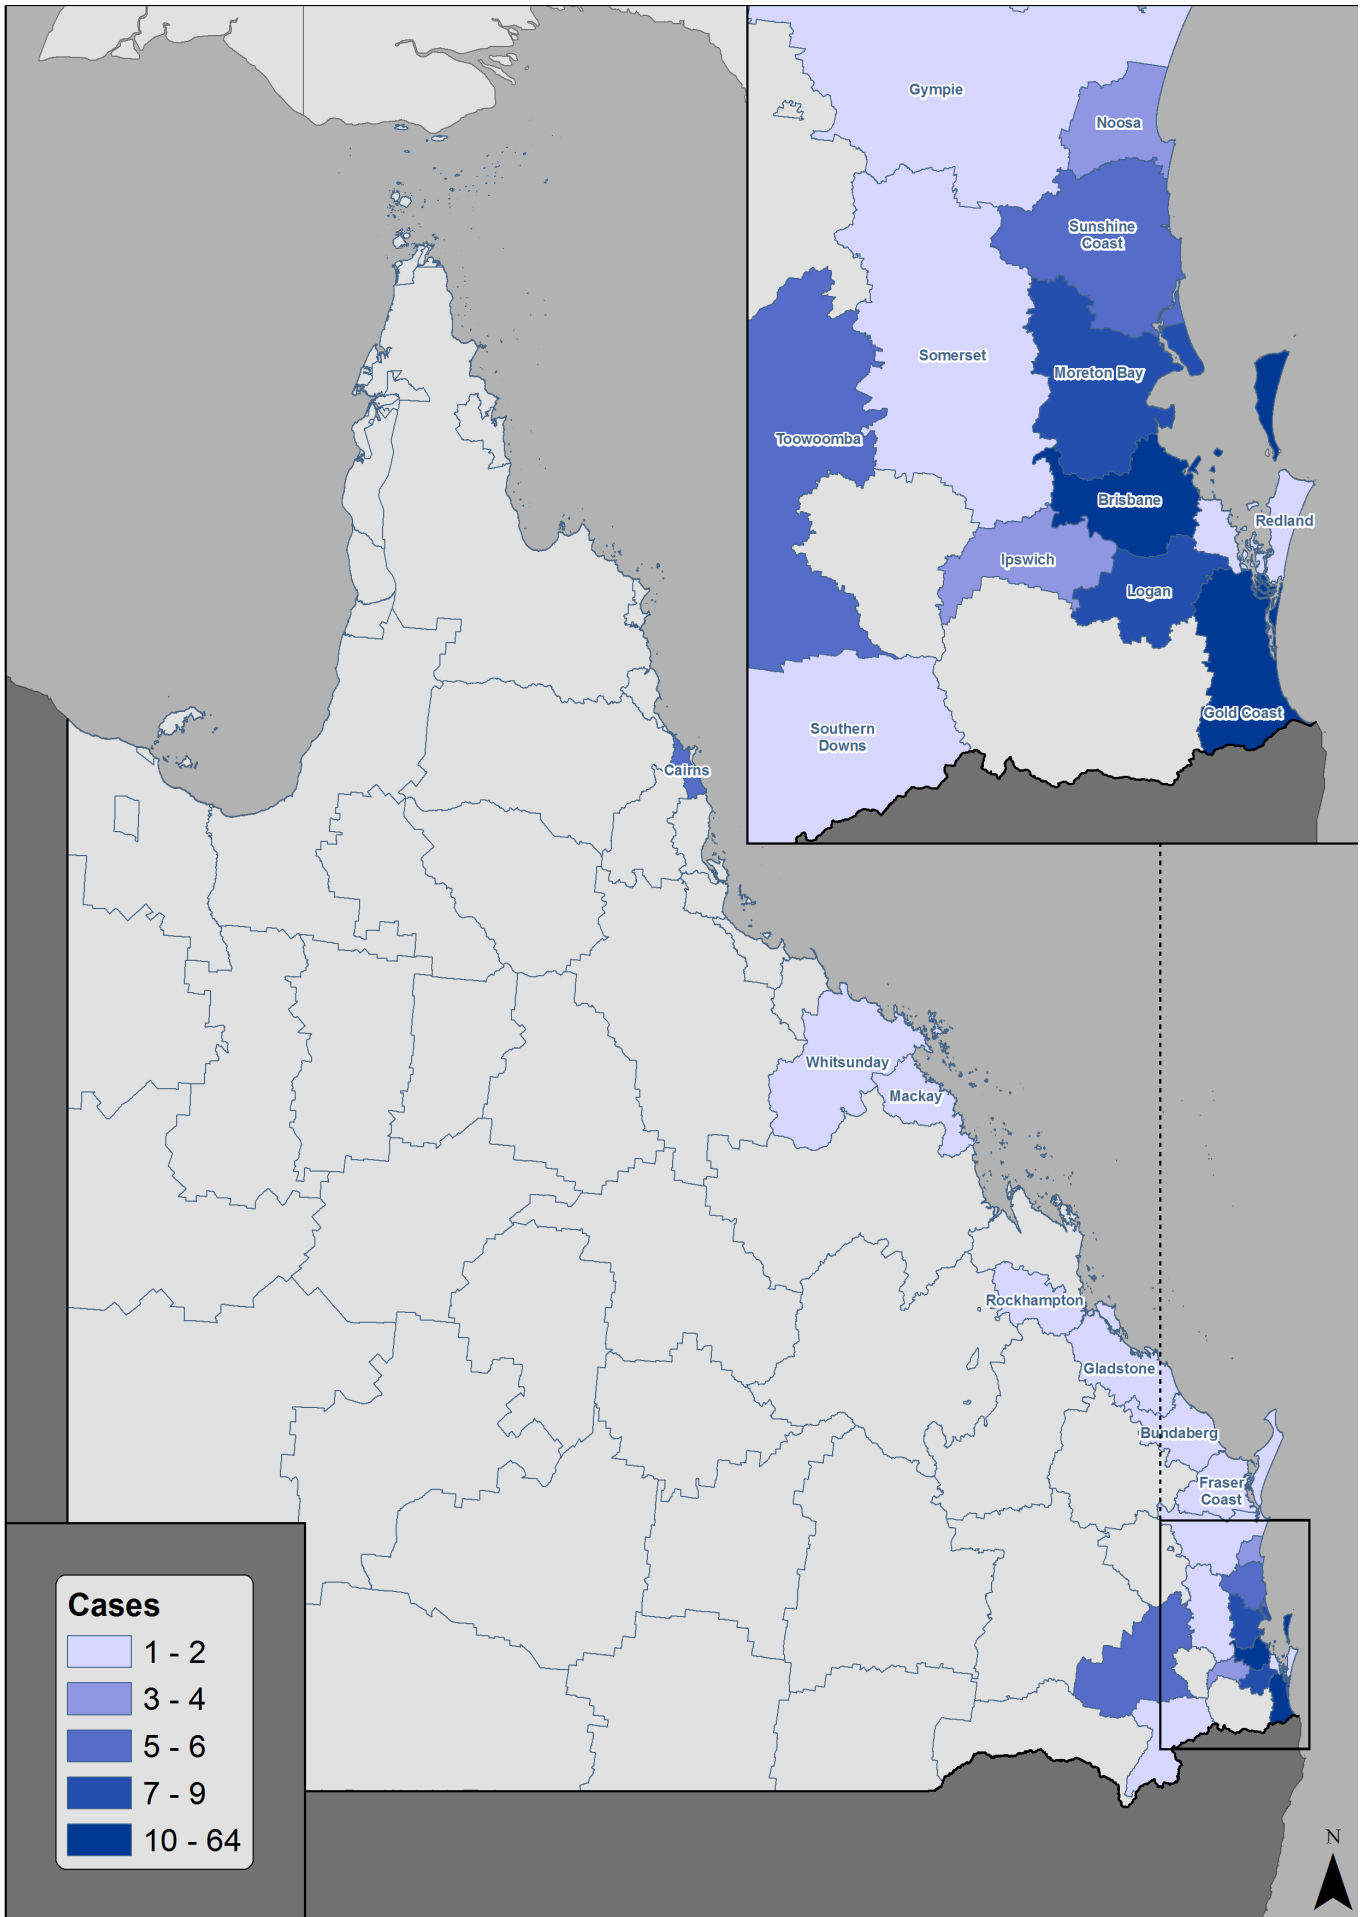 Gympie
Noosa
Sunshine
Coast
Somerset
Moreton Bay
Toowoomba
Brisbane
Redland
Ipswich
Logan
Gold Coast
Southern
Downs
Cairns
Whitsunday
Mackay
Rockhampton
Gladstone
Bundaberg
Fraser
Coast
Cases
1 - 2
3 - 4
5 - 6
7 - 9
10 - 64
N